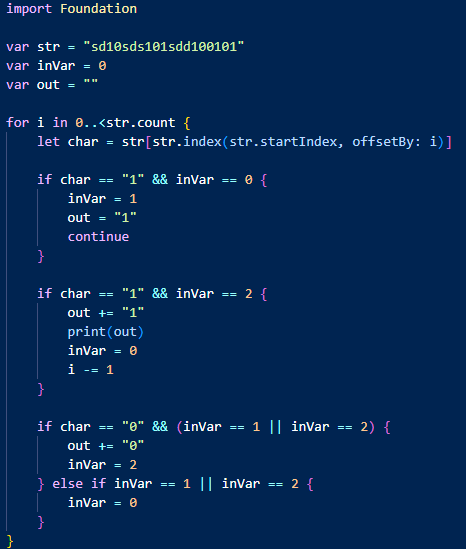 import Foundation
var str = "sd10sds101sdd100101"
var inVar = 0
var out = ""
for i in 0..<str.count {
let char = str[str.index(str.startIndex, offsetBy: i)]
if char == "1" && inVar == 0 {
inVar = 1
out = "1"
continue
}
if char == "1" && inVar == 2 {
out += "1"
print(out)
inVar = 0
i -= 1
}
if char == "0" && (inVar == 1 || inVar == 2) {
out += "0"
inVar = 2
} else if inVar == 1 || inVar == 2 {
inVar = 0
}
}